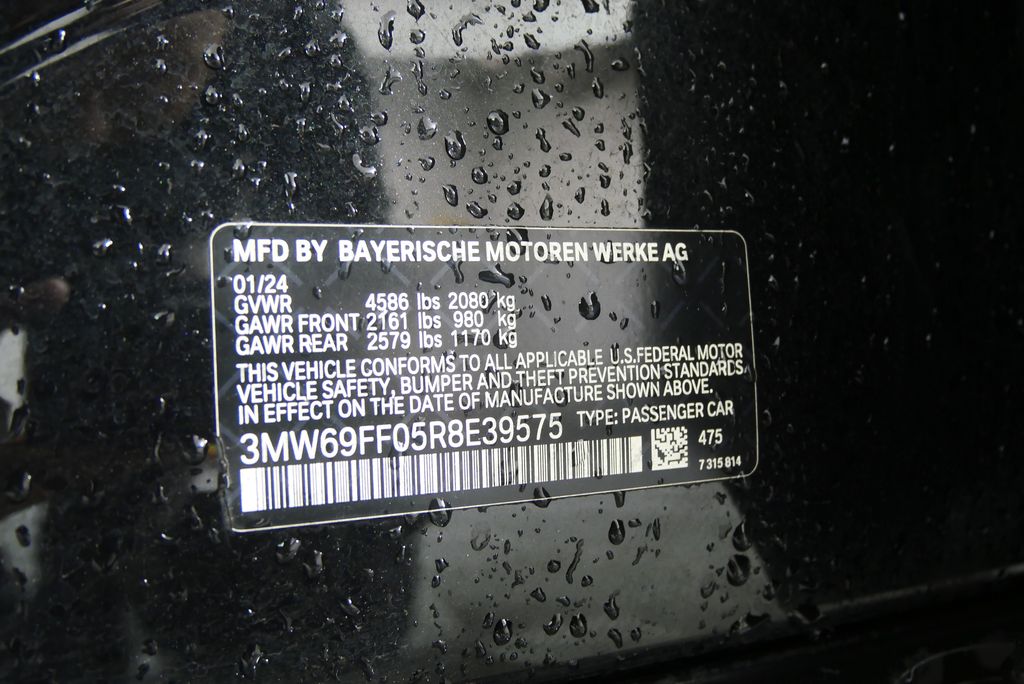 MFD BY BAYERISCHE MOTOREN WERKE AG
01/24
GVWR 4586 lbs 2080 kg
GAWR FRONT 2161 lbs 980 kg
GAWR REAR 2579 lbs 1170 kg
THIS VEHICLE CONFORMS TO ALL APPLICABLE U.S.FEDERAL MOTOR
VEHICLE SAFETY, BUMPER AND THEFT PREVENTION STANDARDS
IN EFFECT ON THE DATE OF MANUFACTURE SHOWN ABOVE.
3MW69FF05R8E39575 TYPE: PASSENGER CAR
475
7 315 814